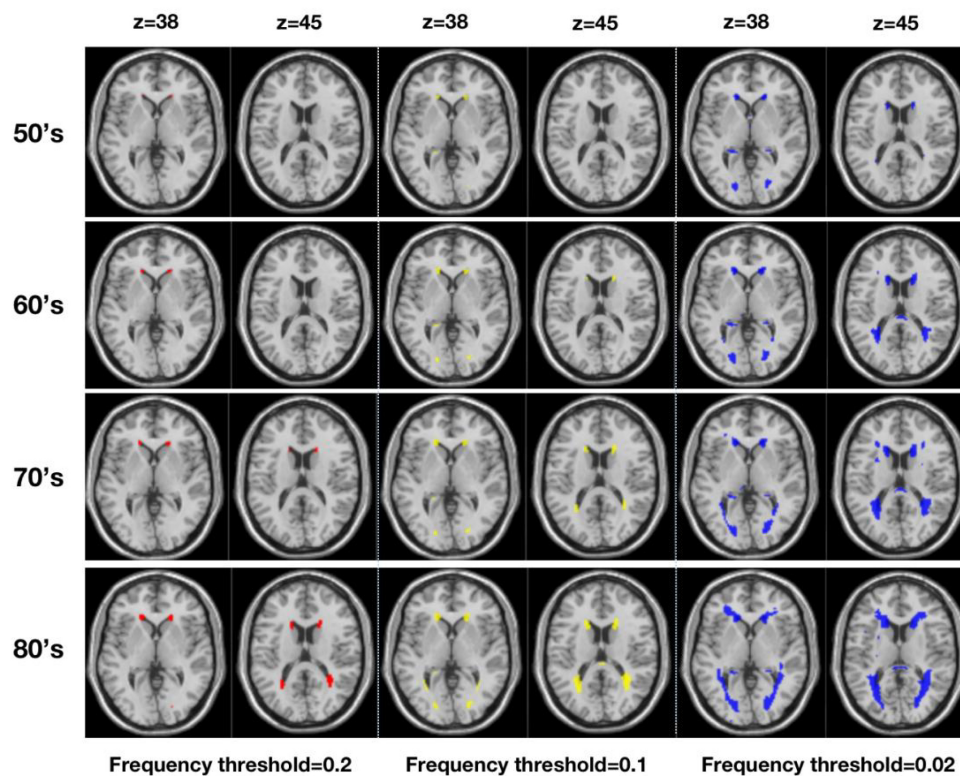 z=38 z=45 z=38 z=45 z=38 z=45
50's
60's
70's
80's
Frequency threshold=0.2 Frequency threshold=0.1 Frequency threshold=0.02